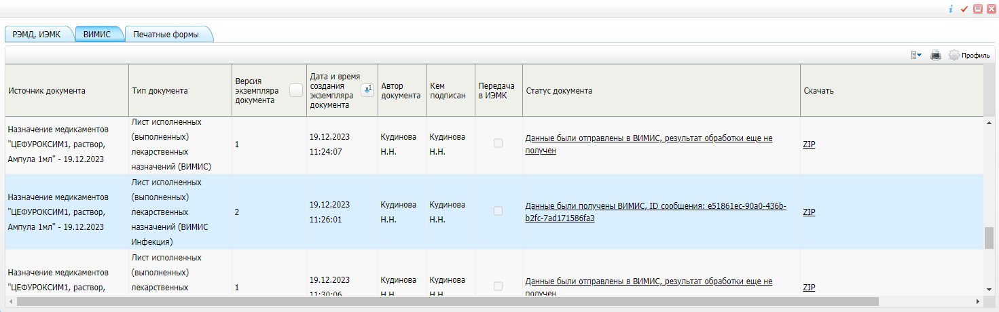 РЭМД, ИЭМК
ВИМИС
Печатные формы
Профиль
Источник документа
Тип документа
Версия
экземпляра
документа
Дата и время
создания
экземпляра
документа
1
Автор
документа
Кем
подписан
Передача
в ИЭМК
Статус документа
Скачать
Назначение медикаментов
"ЦЕФУРОКСИМ1, раствор,
Ампула 1мл" - 19.12.2023
Лист исполненных
(выполненных)
лекарственных
назначений (ВИМИС)
1
19.12.2023
11:24:07
Кудинова
Н.Н.
Кудинова
Н.Н.
Данные были отправлены в ВИМИС, результат обработки еще не
получен
ZIP
Назначение медикаментов
"ЦЕФУРОКСИМ1, раствор,
Ампула 1мл" - 19.12.2023
Лист исполненных
(выполненных)
лекарственных
назначений (ВИМИС
Инфекция)
2
19.12.2023
11:26:01
Кудинова
Н.Н.
Кудинова
Н.Н.
Данные были получены ВИМИС, ID сообщения: e51861ec-90a0-436b-
b2fc-7ad171586fa3
ZIP
Назначение медикаментов
"ЦЕФУРОКСИМ1, раствор,
Лист исполненных
(выполненных)
лекарственных
1
19.12.2023
11:30:06
Кудинова
Н.Н.
Кудинова
Н.Н.
Данные были отправлены в ВИМИС, результат обработки еще не
получен
ZIP